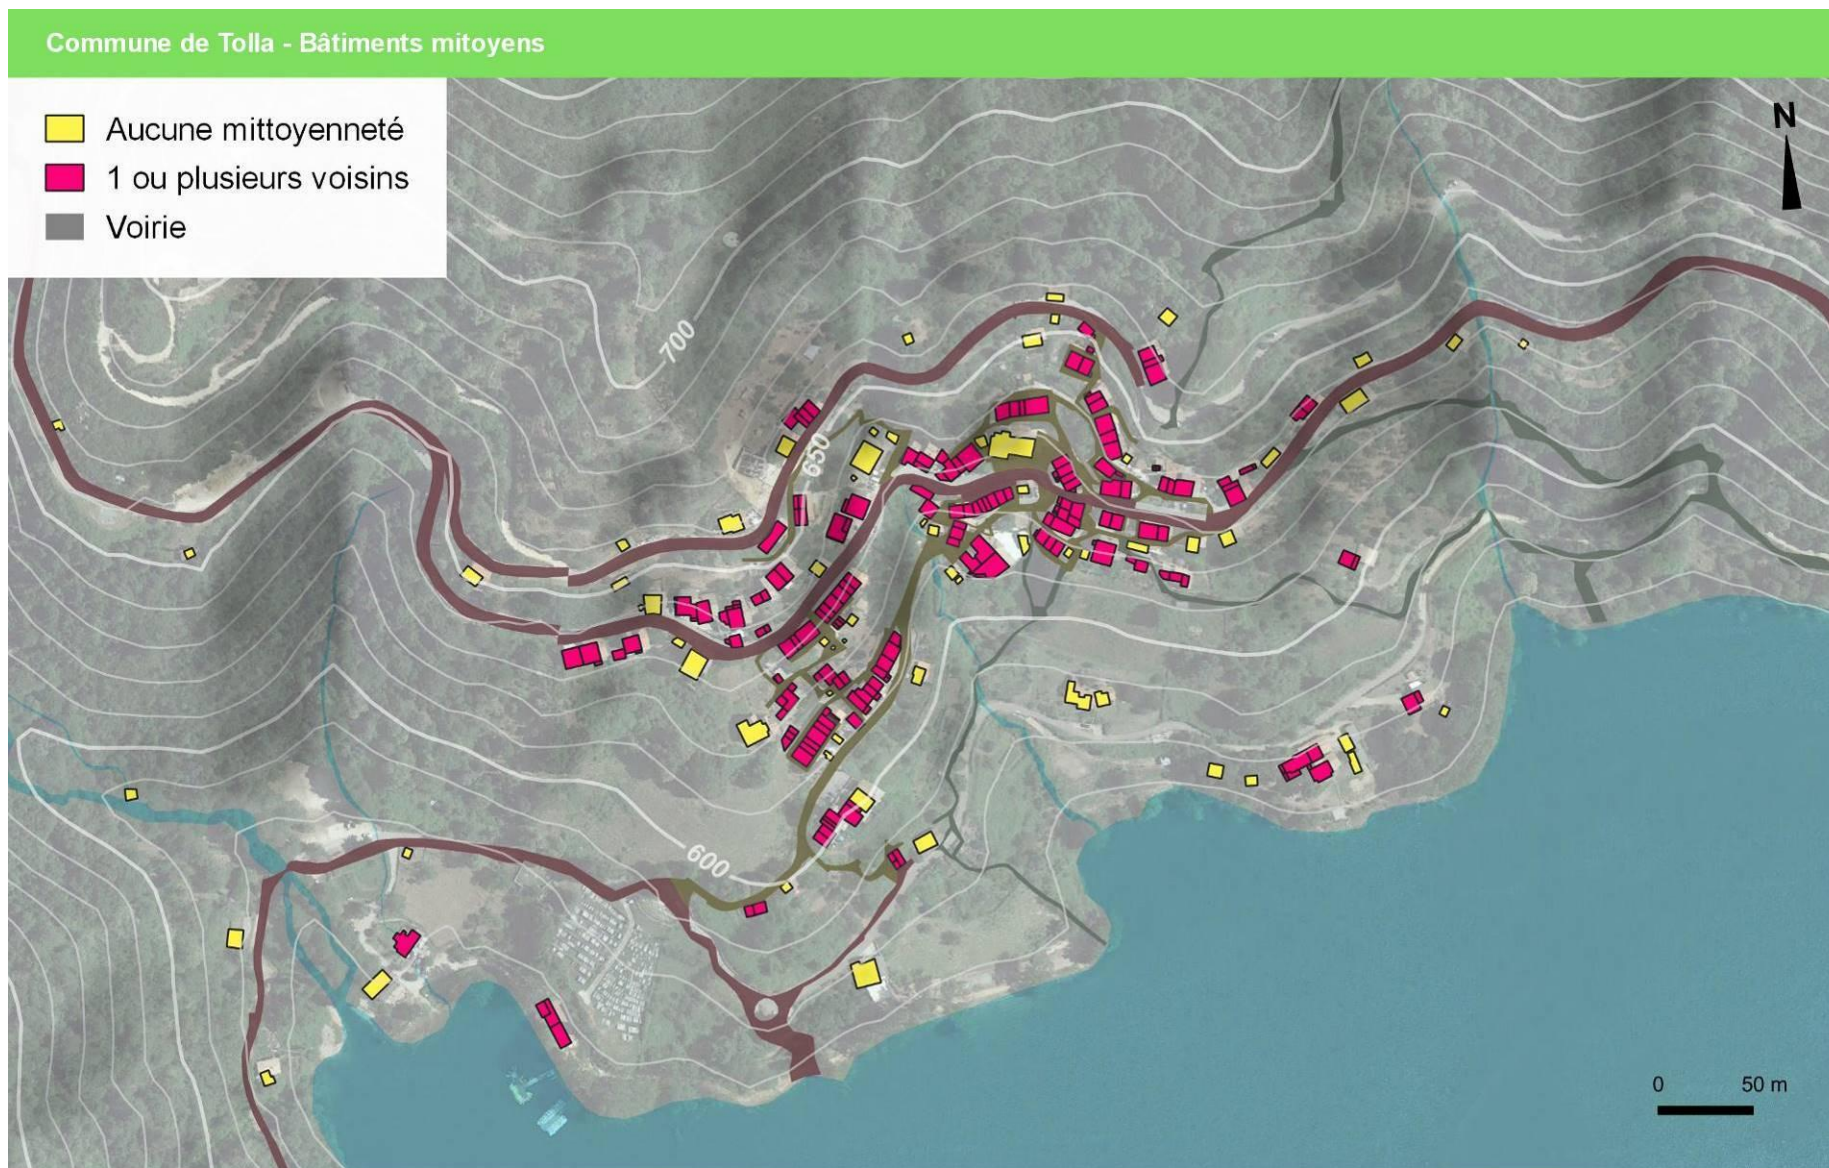 Commune de Tolla - Bâtiments mitoyens
Aucune mittoyenneté
1 ou plusieurs voisins
Voirie
N
700
650
600
0 50 m